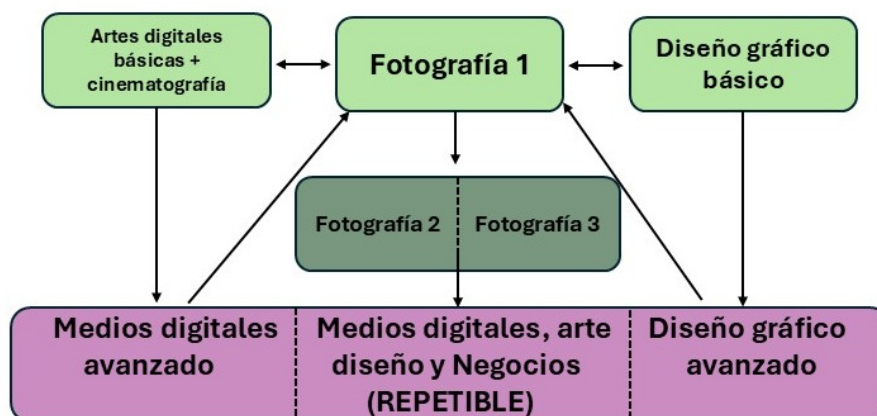 Artes digitales
básicas +
cinematografía
Fotografía 1
Diseño gráfico
básico
Fotografía 2
Fotografía 3
Medios digitales
avanzado
Medios digitales, arte
diseño y Negocios
(REPETIBLE)
Diseño gráfico
avanzado